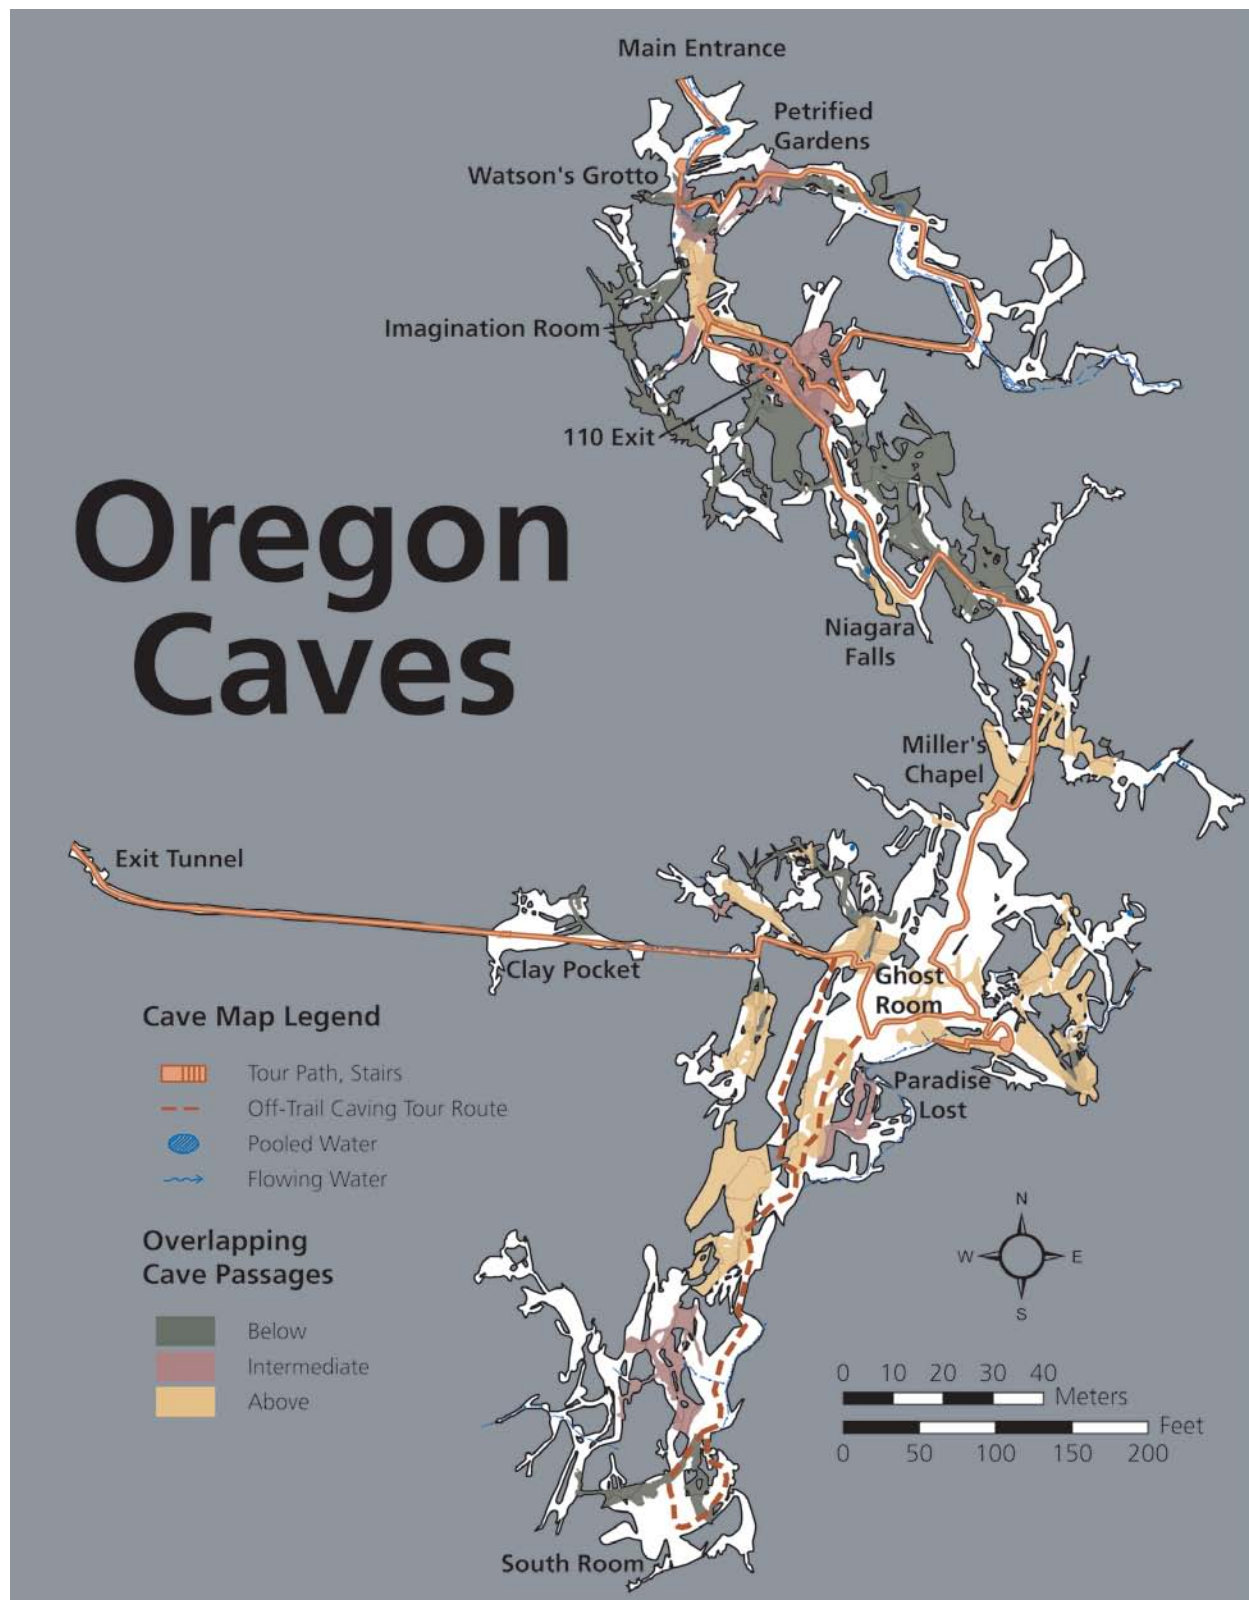 Main Entrance
Petrified
Gardens
Watson's Grotto
Imagination Room
110 Exit
Oregon
Caves
Niagara
Falls
Miller's
Chapel
Exit Tunnel
Clay Pocket
Ghost
Room
Paradise
Lost
Cave Map Legend
Tour Path, Stairs
Off-Trail Caving Tour Route
Pooled Water
Flowing Water
Overlapping
Cave Passages
Below
Intermediate
Above
N
W E
S
0 10 20 30 40
Meters
Feet
0 50 100 150 200
South Room